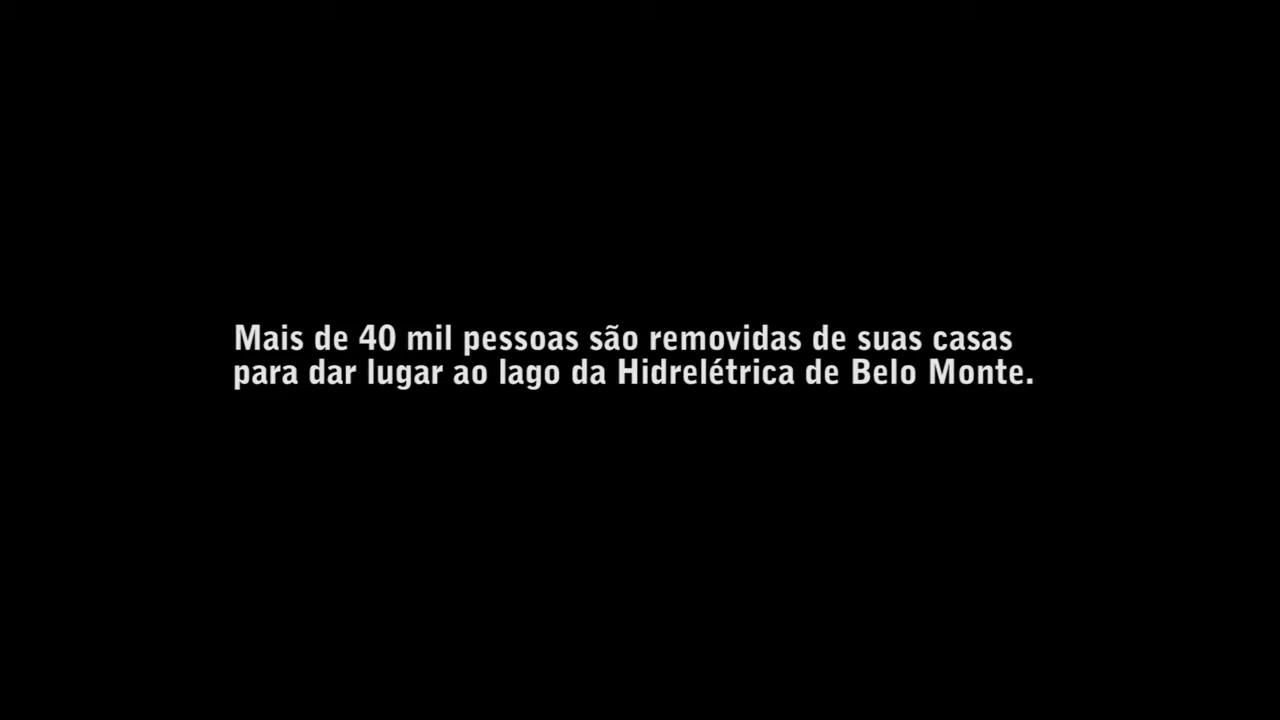 Mais de 40 mil pessoas são removidas de suas casas
para dar lugar ao lago da Hidrelétrica de Belo Monte.